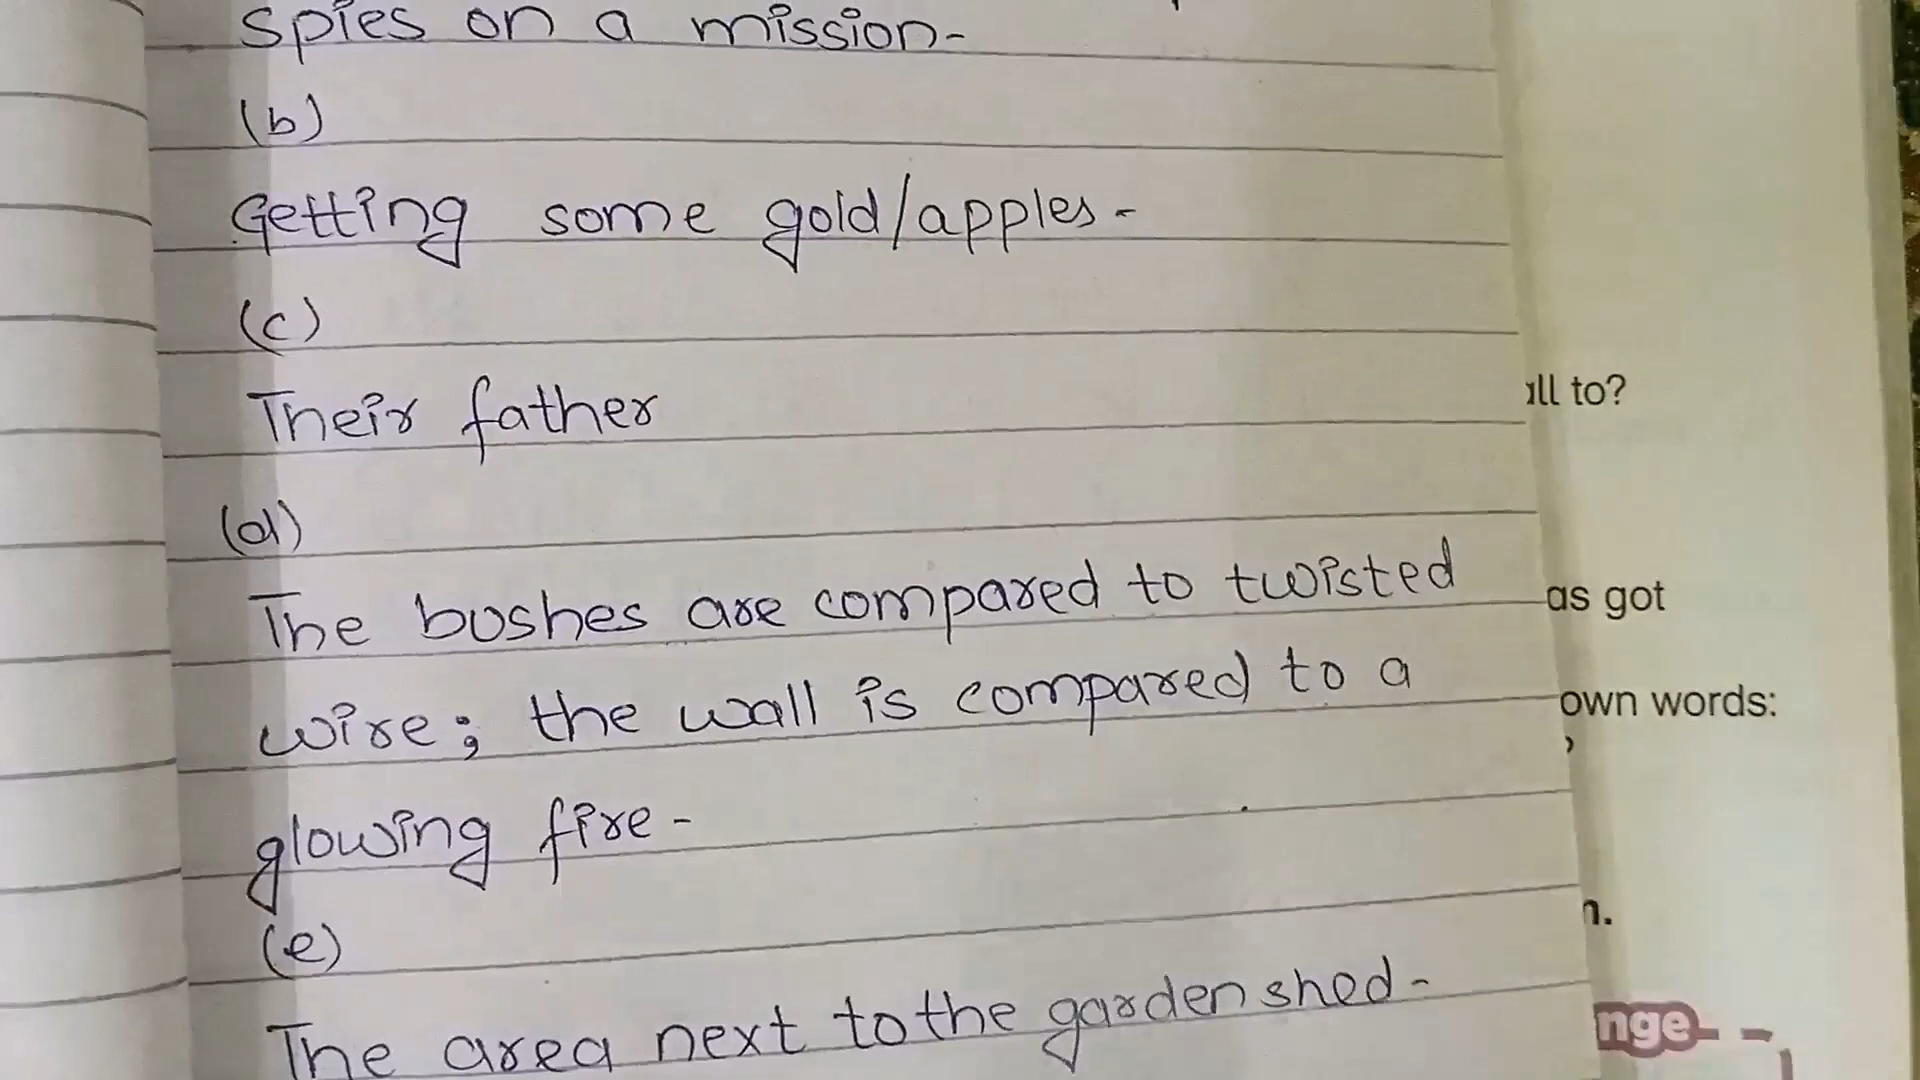 spies on a mission-
(b)
Getting some gold/apples-
(c)
Their father
(d)
The bushes are compared to twisted
wire; the wall is compared to a
glowing fire-
(e)
The area next to the garden shed-
all to?
as got
own words:
nge